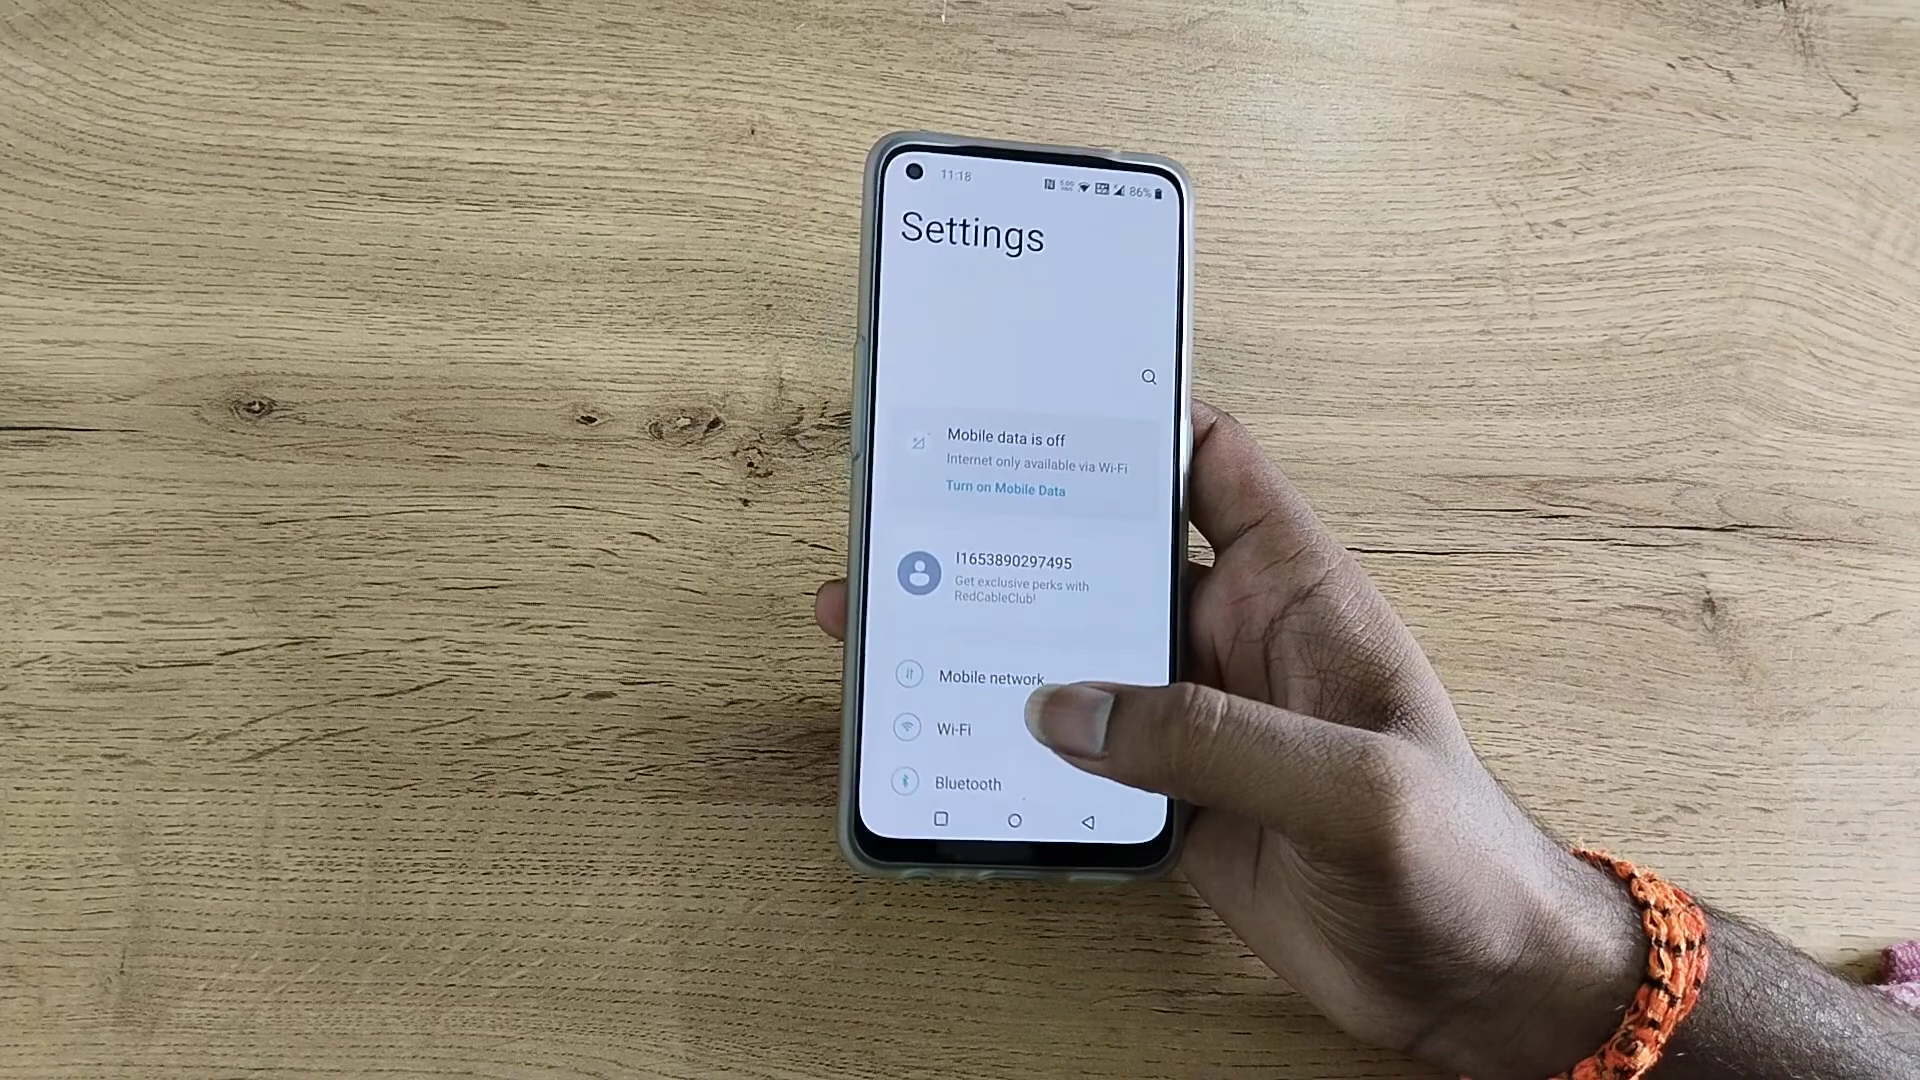 11:18
86%
Settings
Mobile data is off
Internet only available via Wi-Fi
Turn on Mobile Data
I1653890297495
Get exclusive perks with
RedCableClub!
Mobile network
Wi-Fi
Bluetooth